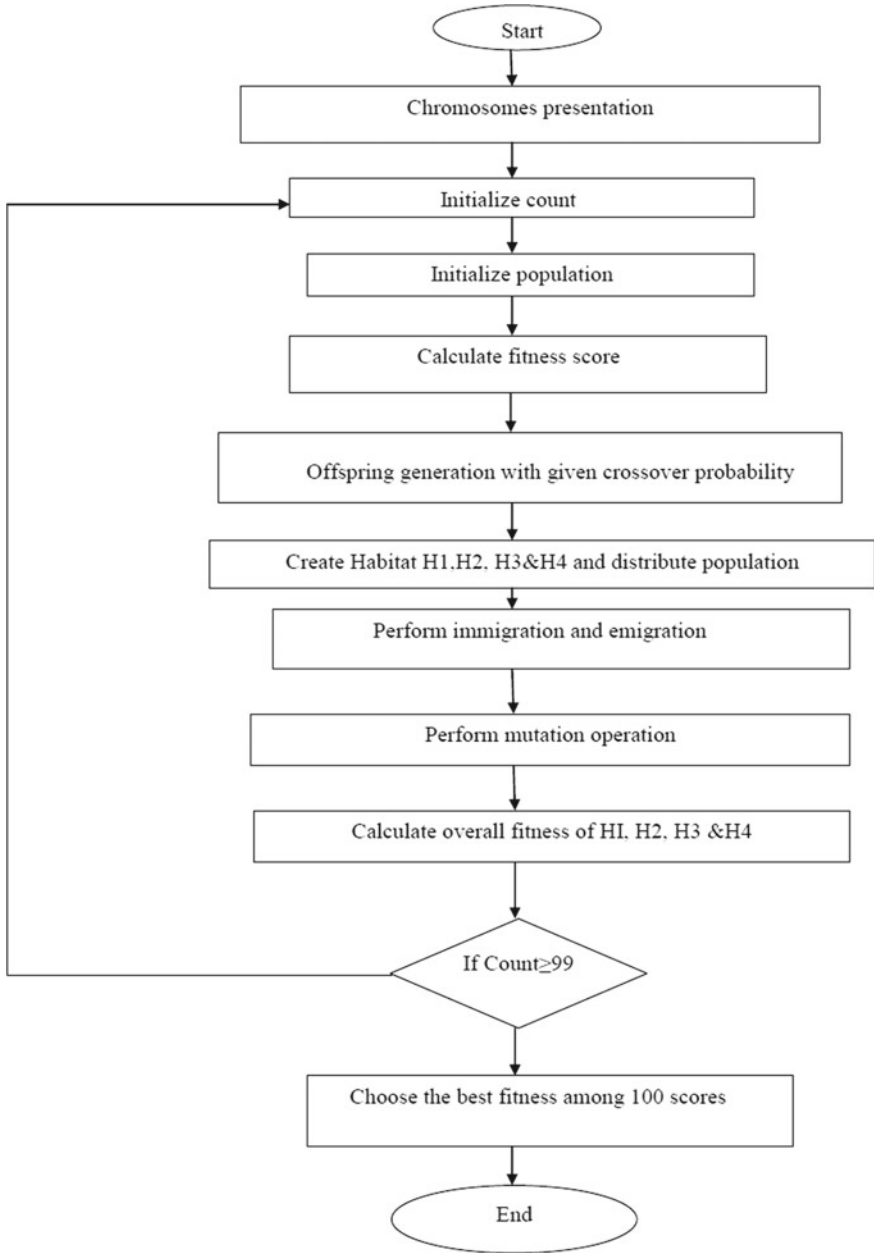 Start
Chromosomes presentation
Initialize count
Initialize population
Calculate fitness score
Offspring generation with given crossover probability
Create Habitat H1,H2, H3&H4 and distribute population
Perform immigration and emigration
Perform mutation operation
Calculate overall fitness of HI, H2, H3 &H4
If Count≥99
Choose the best fitness among 100 scores
End